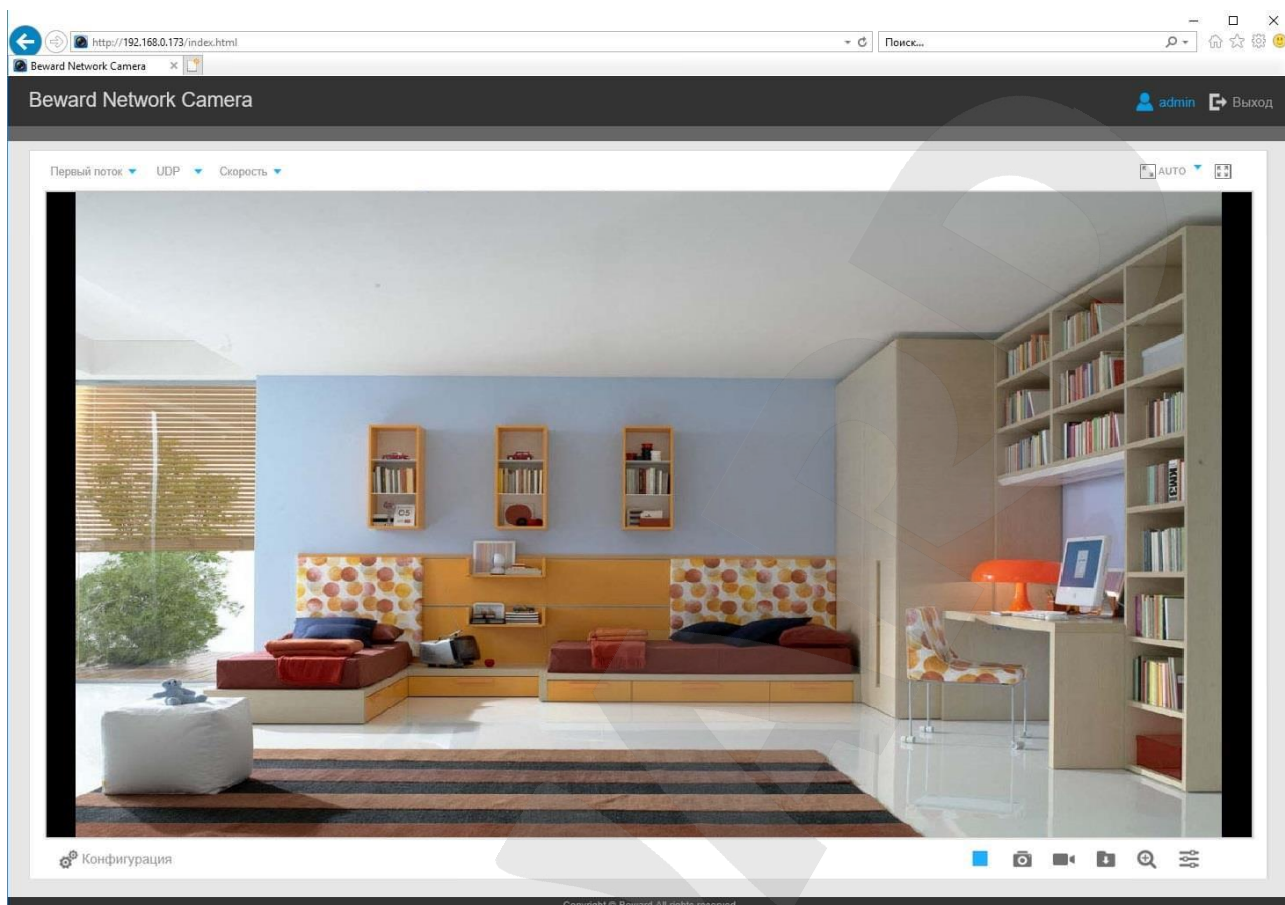 http://192.168.0.173/index.html
Поиск...
Beward Network Camera
Beward Network Camera
admin
Выход
Первый поток
UDP
Скорость
AUTO
Конфигурация
Copyright © Beward All rights reserved